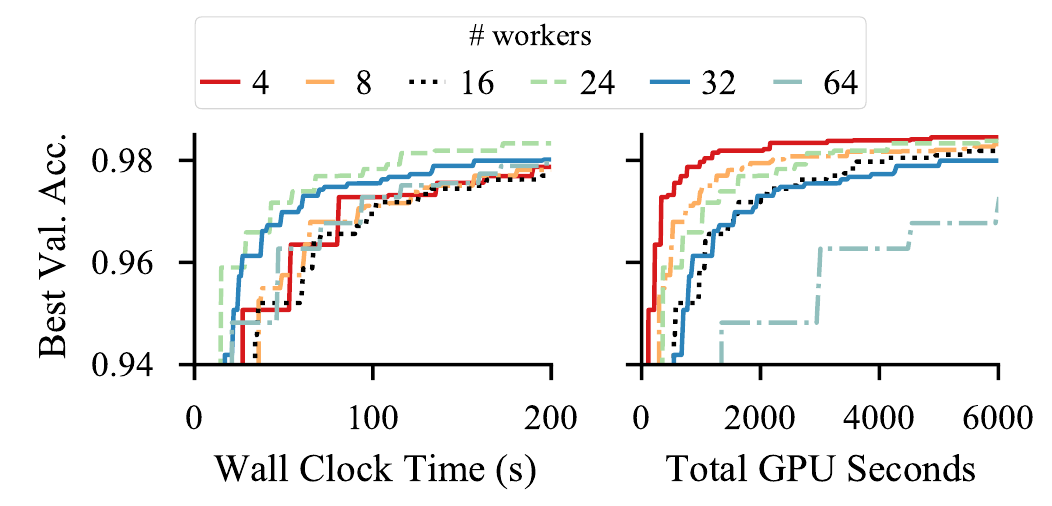 # workers
4 8 16 24 32 64
Best Val. Acc.
0.98
0.96
0.94
0 100 200
0 2000 4000 6000
Wall Clock Time (s)
Total GPU Seconds